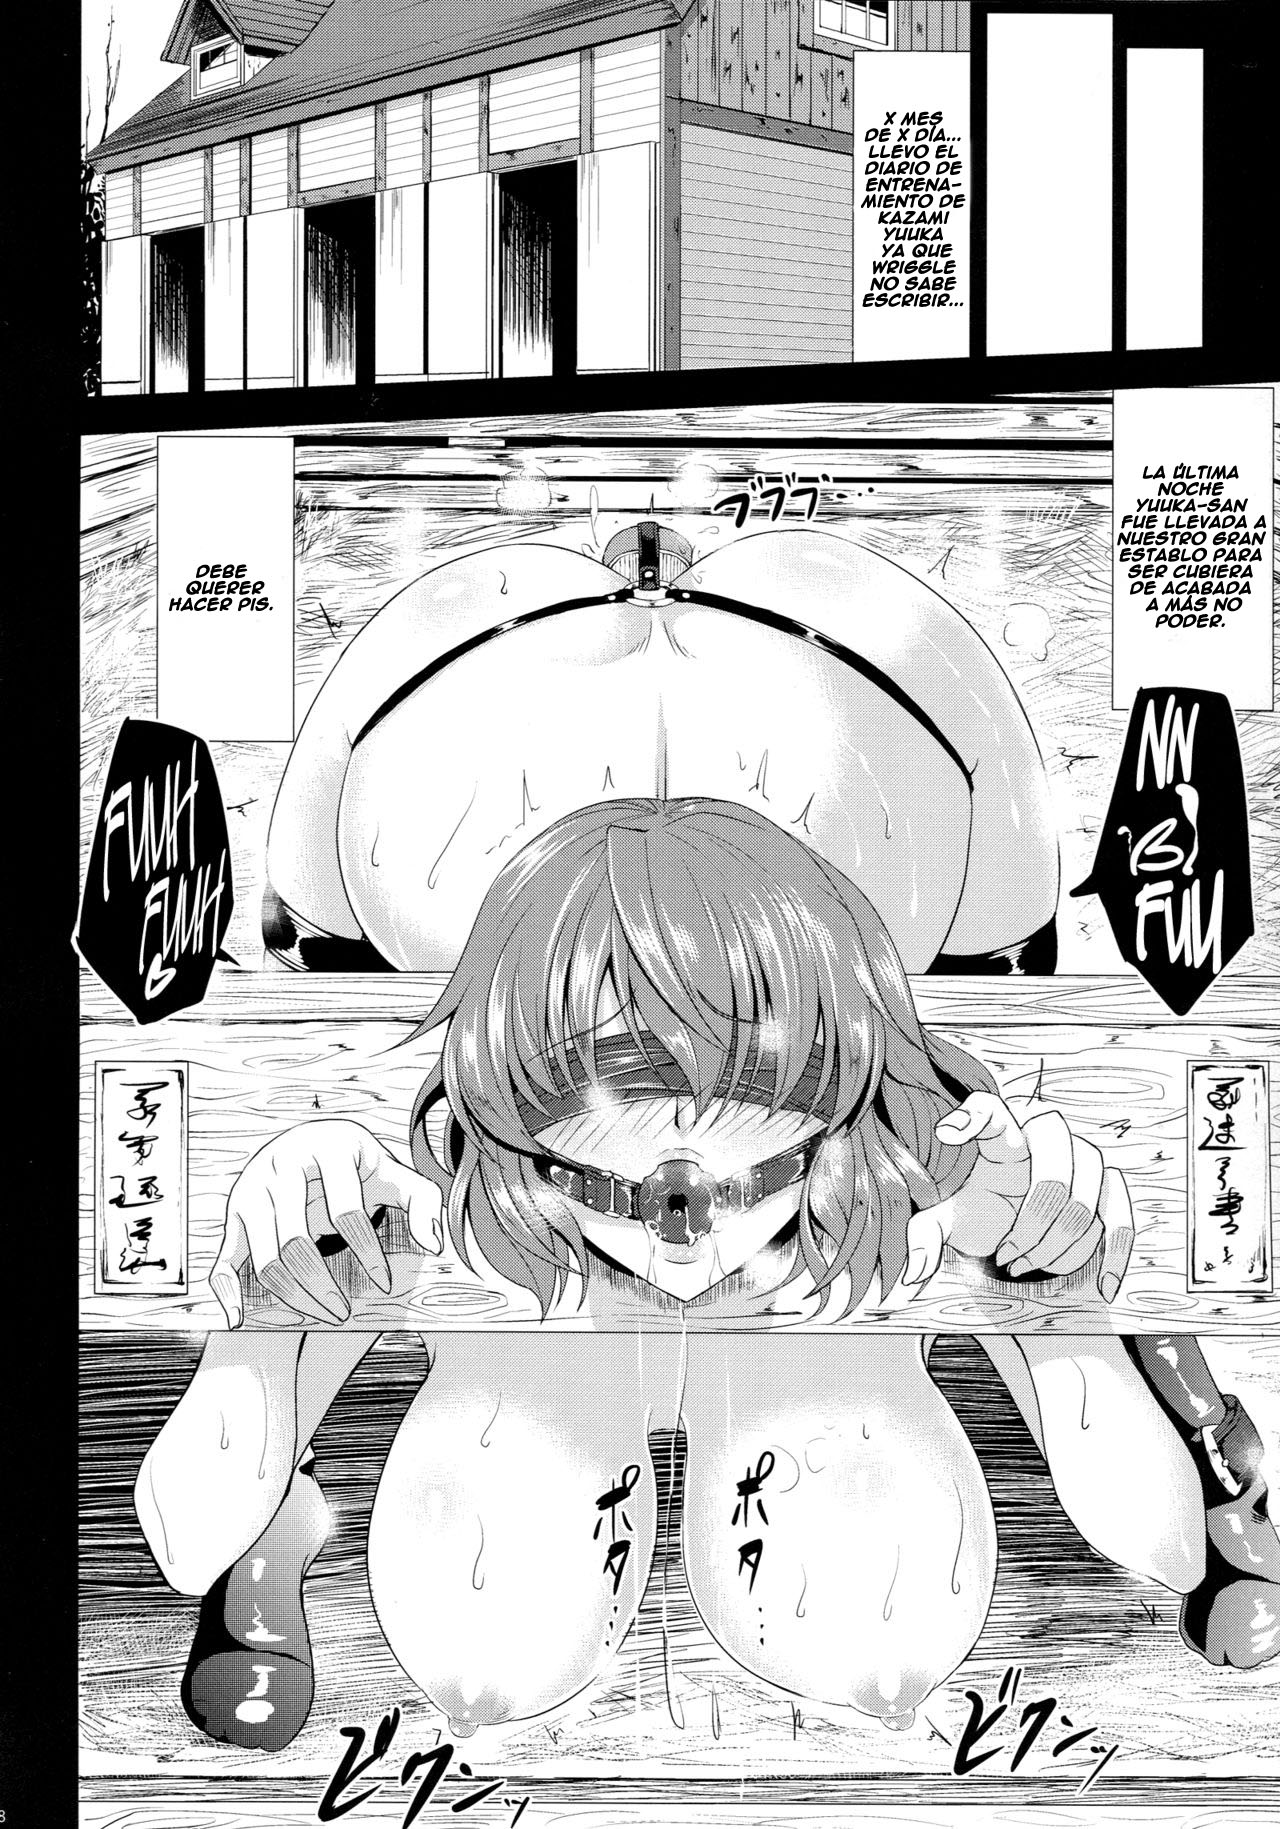 X MES
DE X DÍA...
LLEVO EL
DIARIO DE
ENTRENA-
MIENTO DE
KAZAMI
YUUKA
YA QUE
WRIGGLE
NO SABE
ESCRIBIR...
LA ÚLTIMA
NOCHE
YUUKA-SAN
FUE LLEVADA A
NUESTRO GRAN
ESTABLO PARA
SER CUBIERA
DE ACABADA
A MÁS NO
PODER.
ブブブ...
DEBE
QUERER
HACER PIS.
NN
FUU
FUUH
FUUH
ポタ...
ポタ...
ビクンッ
ビクンッ
8